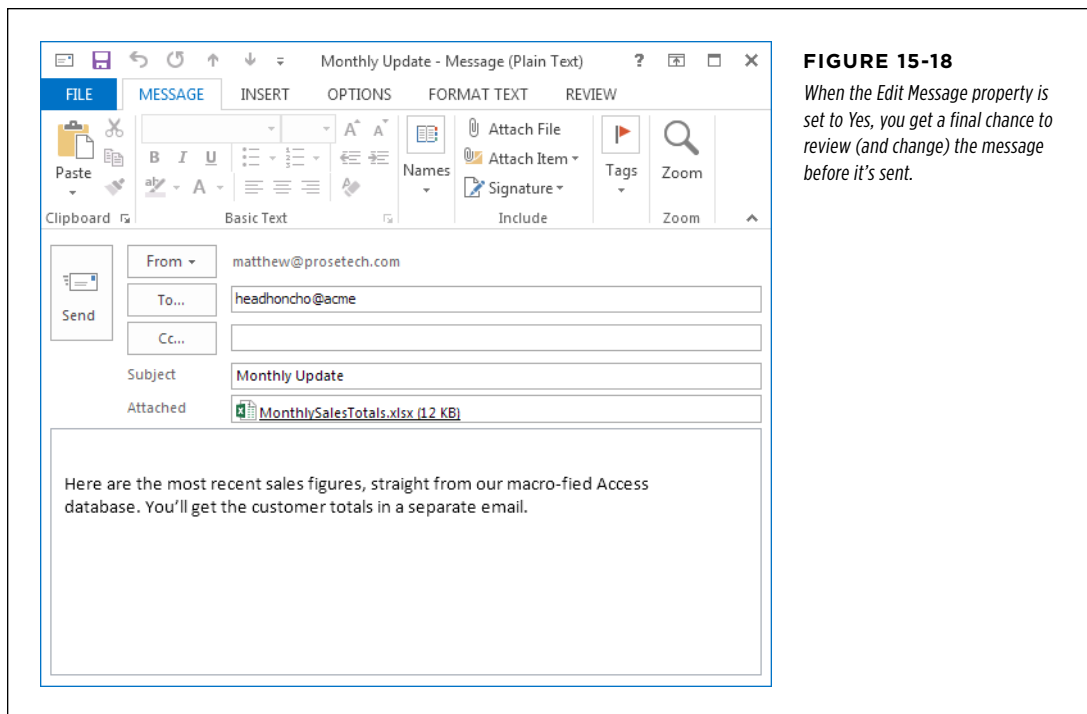 Monthly Update - Message (Plain Text) ?
FILE MESSAGE INSERT OPTIONS FORMAT TEXT REVIEW
Paste
B I U
A A
ab A
Names
Attach File
Attach Item
Signature
Tags
Zoom
Clipboard Basic Text Include Zoom
Send
From matthew@prosetech.com
To... headhoncho@acme
Cc...
Subject Monthly Update
Attached MonthlySalesTotals.xlsx (12 KB)
Here are the most recent sales figures, straight from our macro-fied Access
database. You'll get the customer totals in a separate email.
FIGURE 15-18
When the Edit Message property is
set to Yes, you get a final chance to
review (and change) the message
before it's sent.